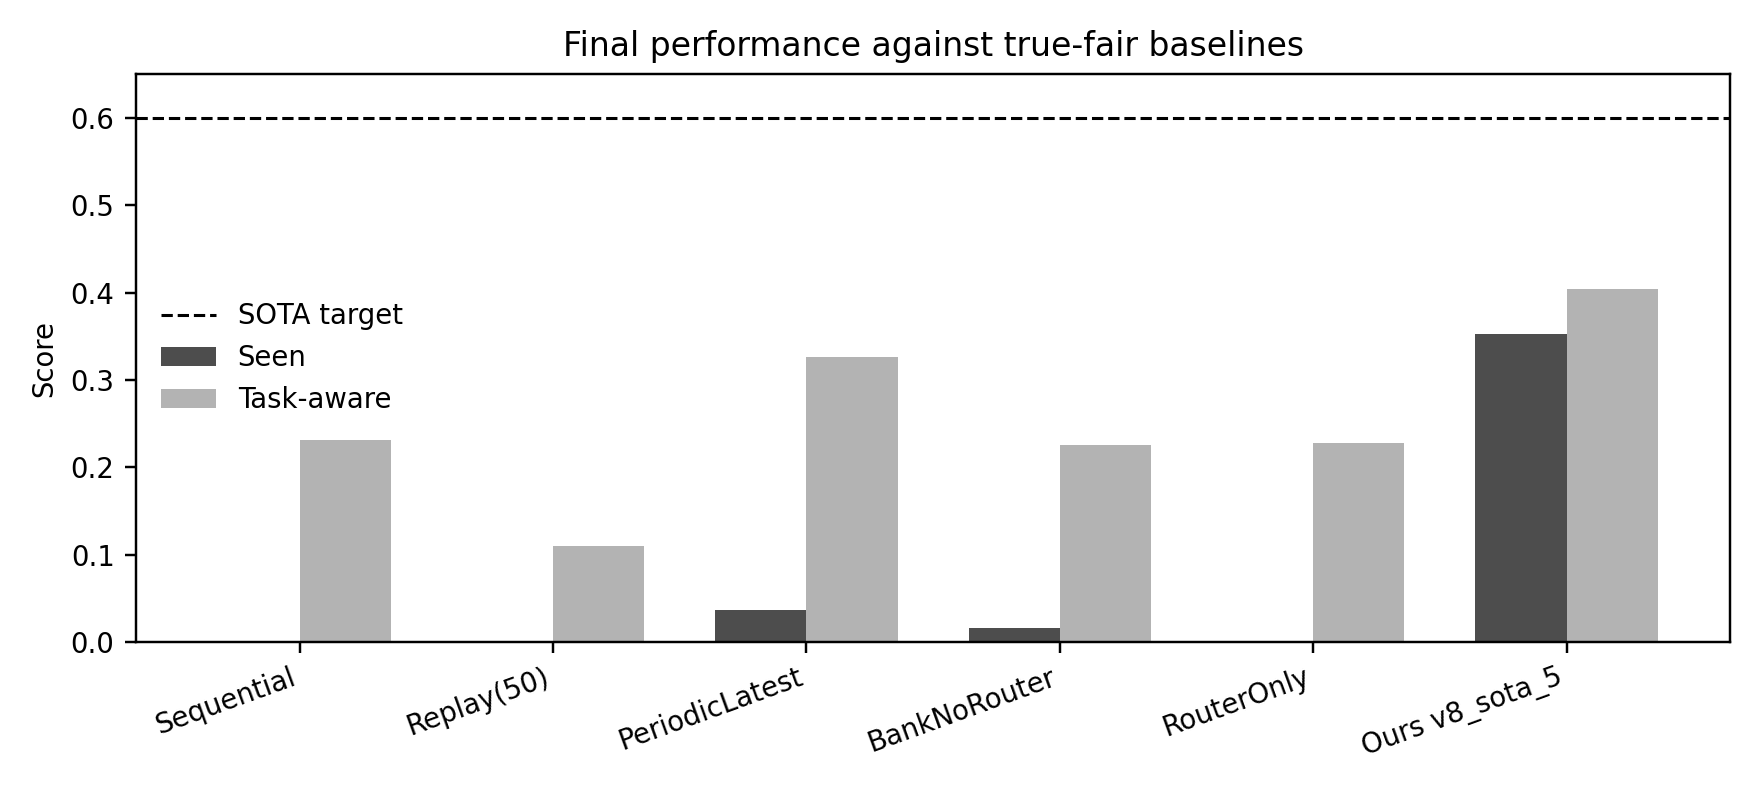 Final performance against true-fair baselines
Score
0.6
0.5
0.4
0.3
0.2
0.1
0.0
SOTA target
Seen
Task-aware
Sequential
Replay(50)
PeriodicLatest
BankNoRouter
RouterOnly
Ours v8_sota_5